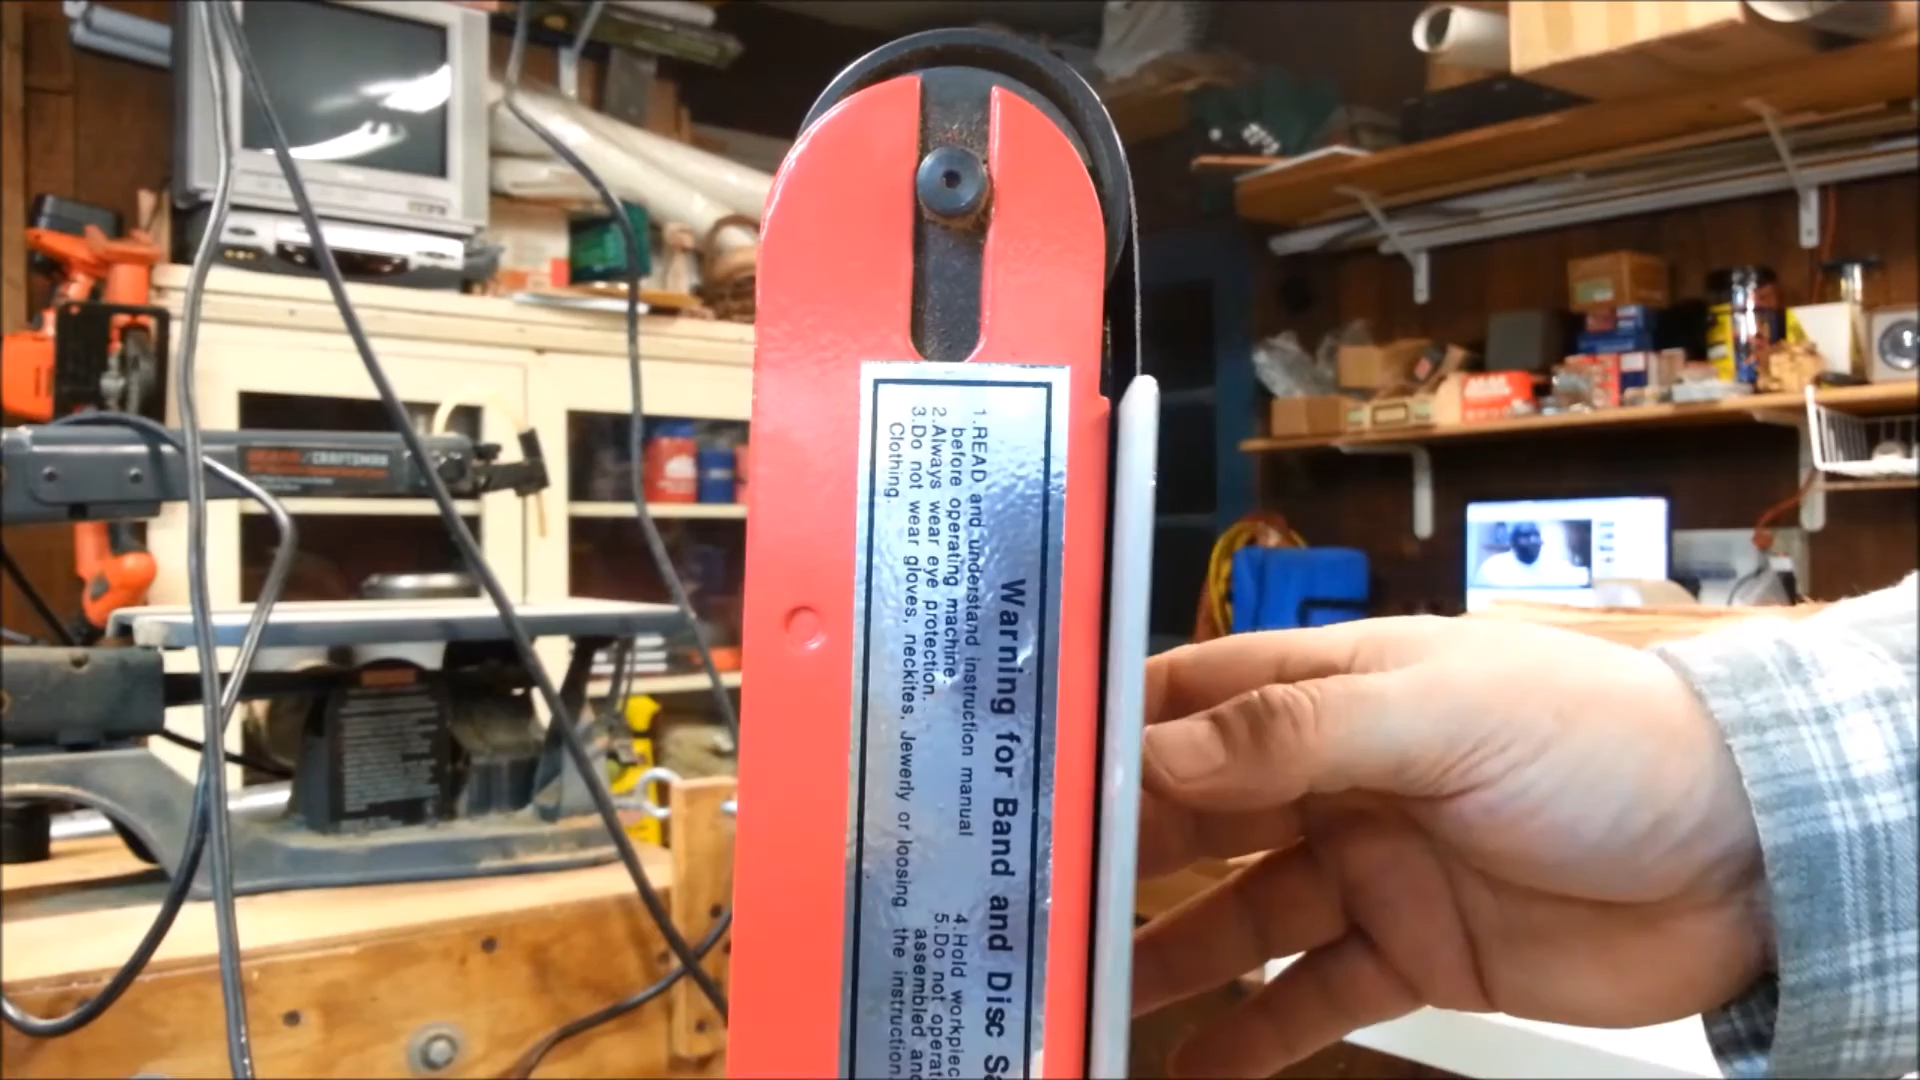 Warning for Band and Disc Sa
1.READ and understand instruction manual
before operating machine.
2.Always wear eye protection.
3.Do not wear gloves, neckites, Jewerly or loosing
Clothing.
4.Hold workpiec
5.Do not operat
assembled and
the instruction.
CRAFTSMAN